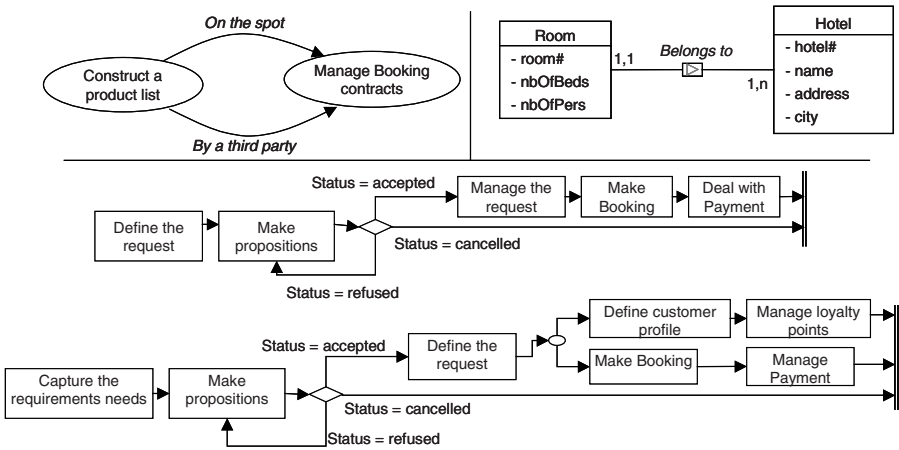 On the spot
Construct a
product list
Manage Booking
contracts
By a third party
Room
- room#
- nbOfBeds
- nbOfPers
1,1
Belongs to
1,n
Hotel
- hotel#
- name
- address
- city
Define the
request
Make
propositions
Status = accepted
Manage the
request
Make
Booking
Deal with
Payment
Status = cancelled
Status = refused
Capture the
requirements needs
Make
propositions
Status = accepted
Define the
request
Define customer
profile
Manage loyalty
points
Make Booking
Manage
Payment
Status = cancelled
Status = refused